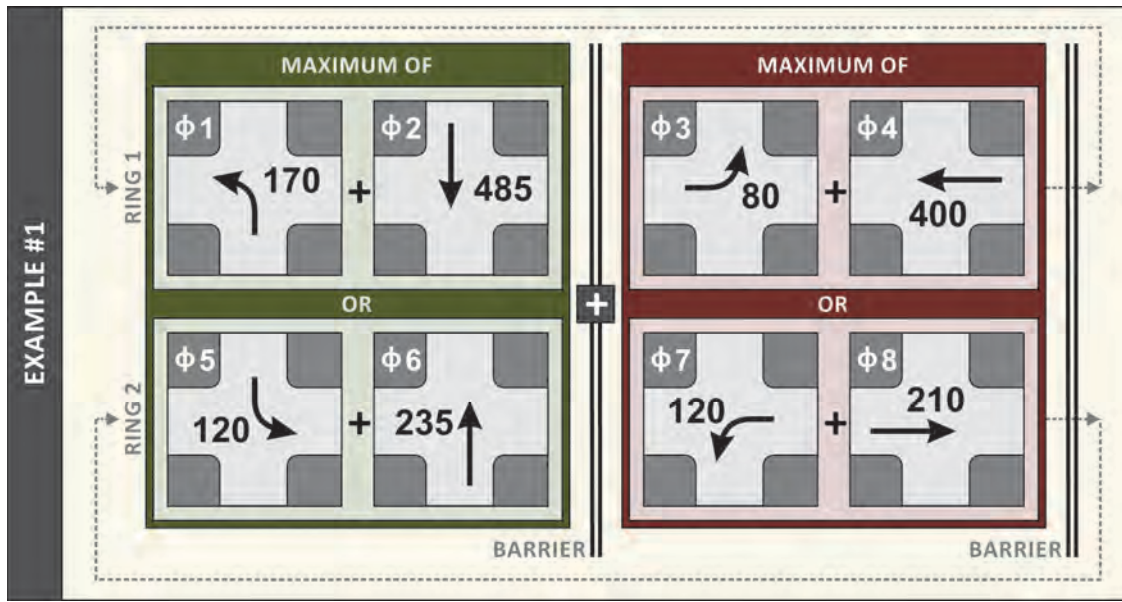 EXAMPLE #1
RING 1
MAXIMUM OF
Φ1
170
+
Φ2
485
OR
RING 2
Φ5
120
+
Φ6
235
BARRIER
+
MAXIMUM OF
Φ3
80
+
Φ4
400
OR
Φ7
120
+
Φ8
210
BARRIER